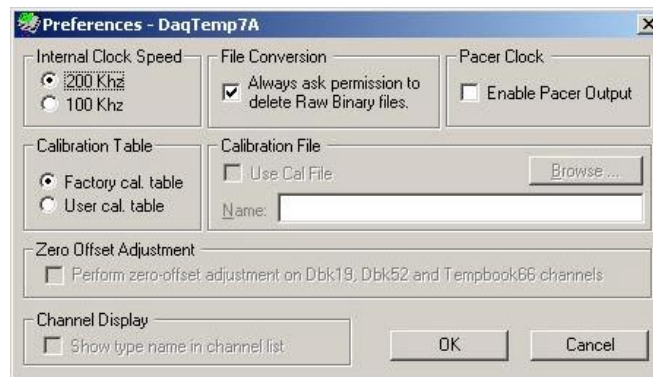 Preferences - DaqTemp7A
Internal Clock Speed
200 Khz
100 Khz
File Conversion
Always ask permission to
delete Raw Binary files.
Pacer Clock
Enable Pacer Output
Calibration Table
Factory cal. table
User cal. table
Calibration File
Use Cal File
Browse ...
Name:
Zero Offset Adjustment
Perform zero-offset adjustment on Dbk19, Dbk52 and Tempbook66 channels
Channel Display
Show type name in channel list
OK
Cancel